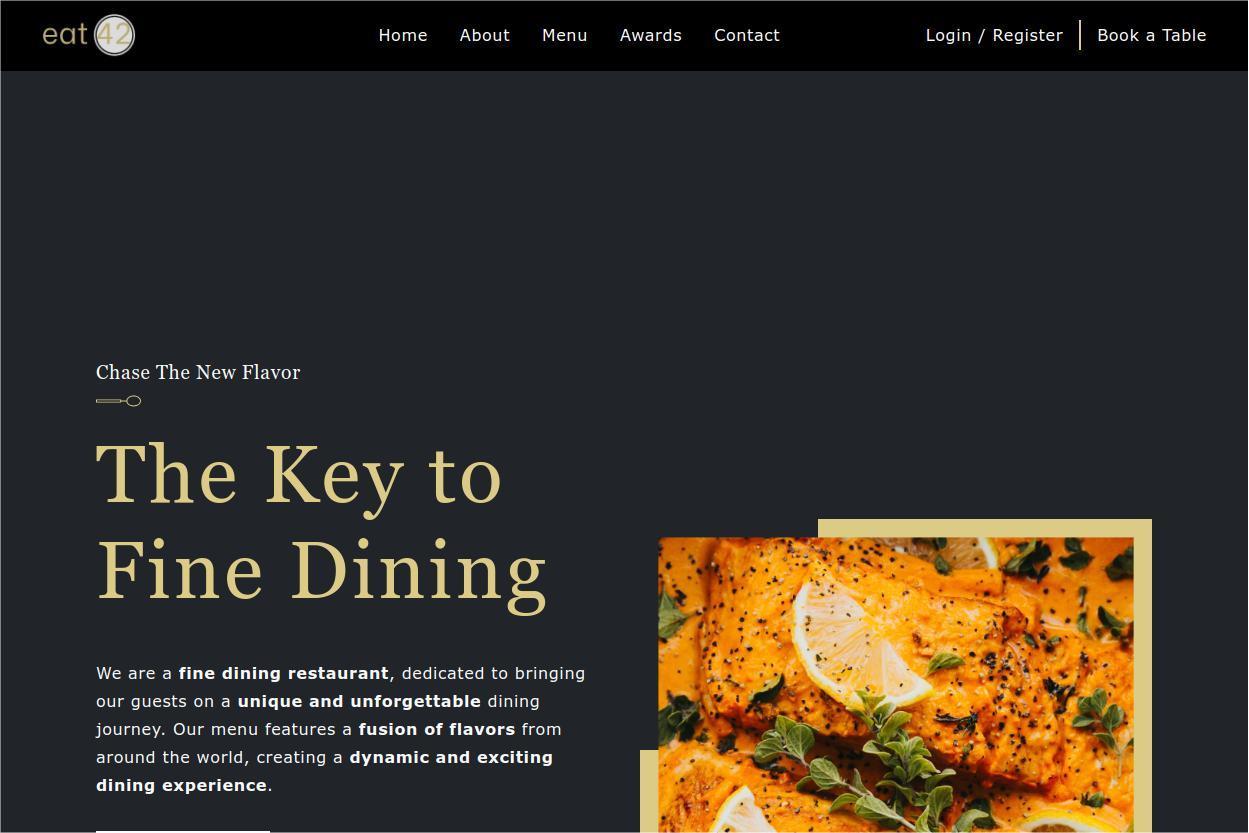 eat 42
Home
About
Menu
Awards
Contact
Login / Register
Book a Table
Chase The New Flavor
The Key to
Fine Dining
We are a fine dining restaurant, dedicated to bringing
our guests on a unique and unforgettable dining
journey. Our menu features a fusion of flavors from
around the world, creating a dynamic and exciting
dining experience.